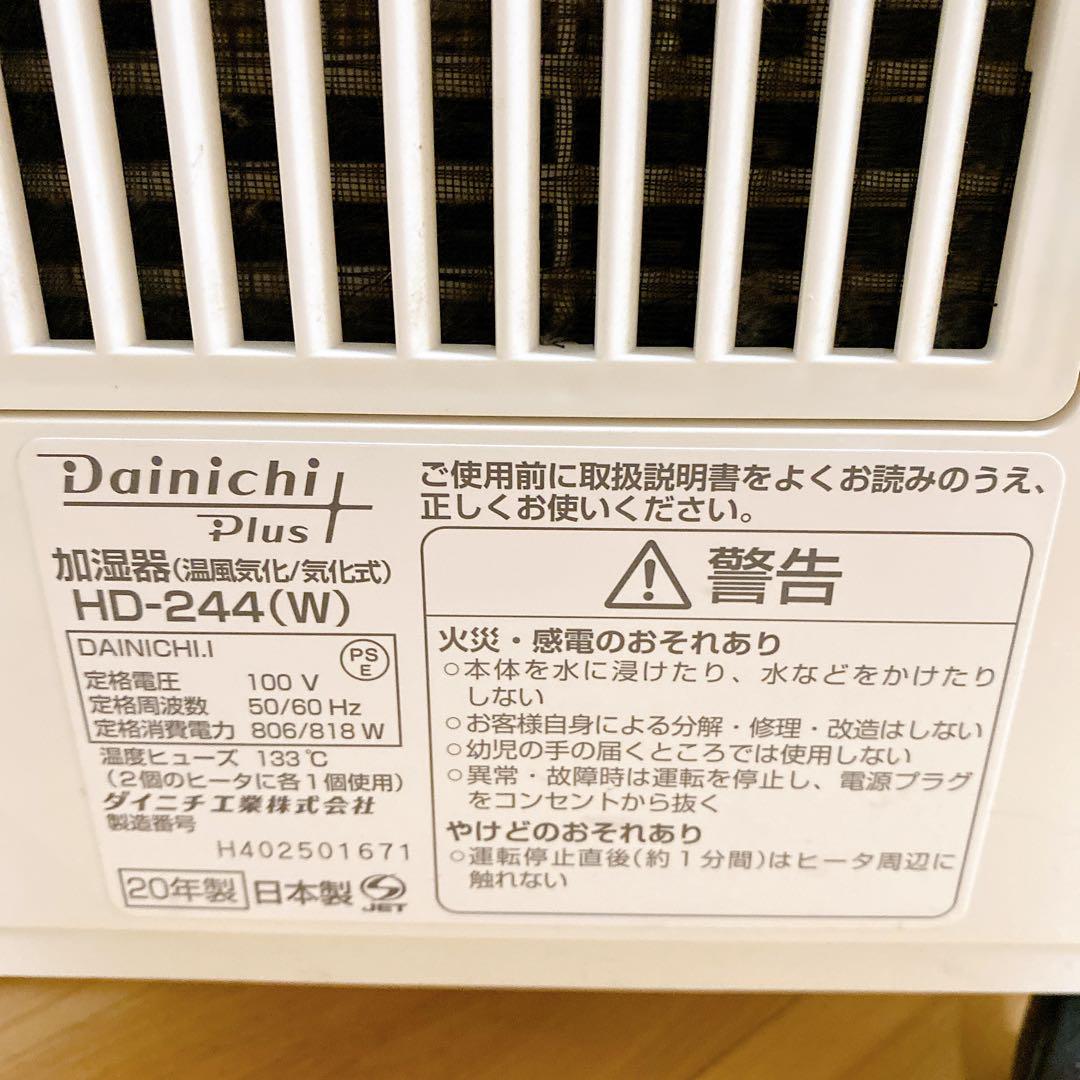 Dainichi
Plus
加湿器(温風気化/気化式)
HD-244(W)
DAINICHI.I
PS
E
定格電圧 100 V
定格周波数 50/60 Hz
定格消費電力 806/818 W
温度ヒューズ 133℃
(2個のヒータに各1個使用)
ダイニチ工業株式会社
製造番号
H402501671
20年製 日本製 JET
ご使用前に取扱説明書をよくお読みのうえ、
正しくお使いください。
警告
火災・感電のおそれあり
○本体を水に浸けたり、水などをかけたり
しない
○お客様自身による分解・修理・改造はしない
○幼児の手の届くところでは使用しない
○異常・故障時は運転を停止し、電源プラグ
をコンセントから抜く
やけどのおそれあり
○運転停止直後(約1分間)はヒータ周辺に
触れない